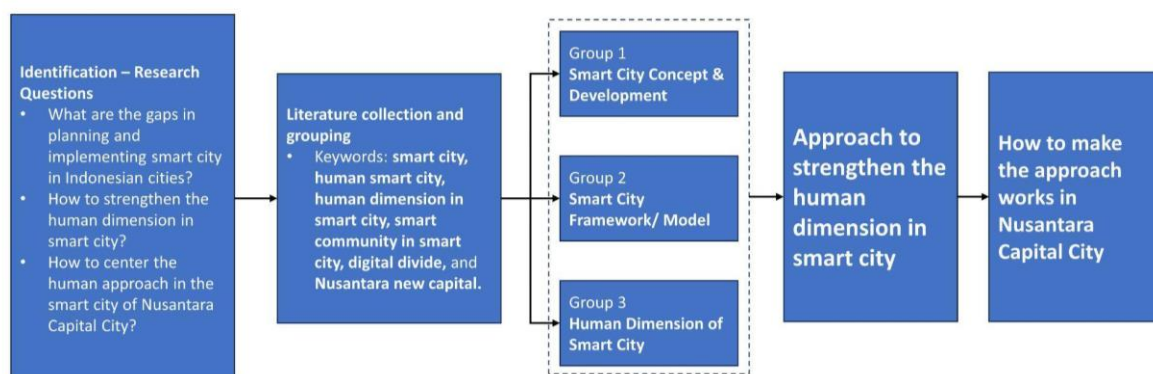 Identification – Research
Questions
• What are the gaps in
planning and
implementing smart city
in Indonesian cities?
• How to strengthen the
human dimension in
smart city?
• How to center the
human approach in the
smart city of Nusantara
Capital City?
Literature collection and
grouping
• Keywords: smart city,
human smart city,
human dimension in
smart city, smart
community in smart
city, digital divide, and
Nusantara new capital.
Group 1
Smart City Concept &
Development
Group 2
Smart City
Framework/ Model
Group 3
Human Dimension of
Smart City
Approach to
strengthen the
human
dimension in
smart city
How to make
the approach
works in
Nusantara
Capital City